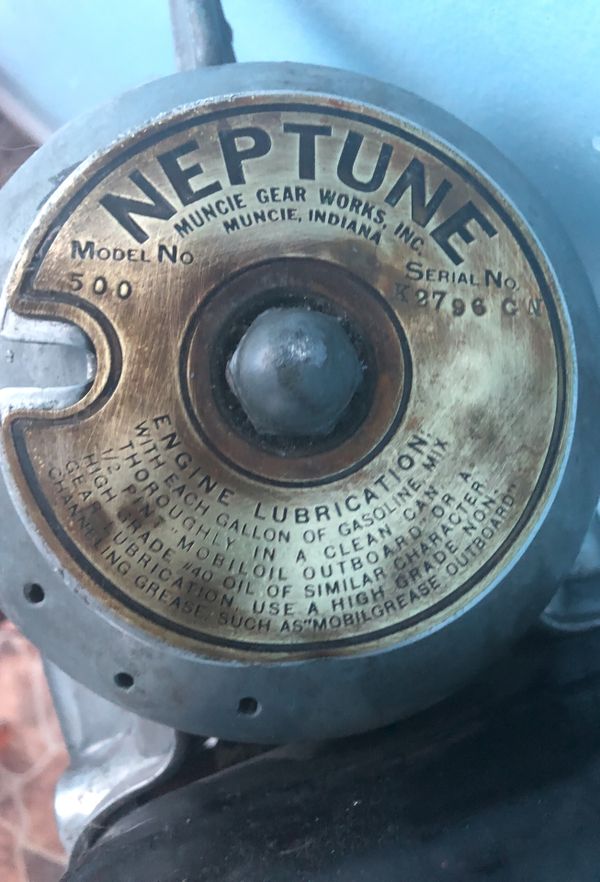 NEPTUNE
MUNCIE GEAR WORKS, INC.
MUNCIE, INDIANA
MODEL NO
500
SERIAL NO.
K2796 GN
ENGINE LUBRICATION,
WITH EACH GALLON OF GASOLINE MIX
THOROUGHLY IN A CLEAN CAN A
1/2 PINT MOBILOIL OUTBOARD, OR A
HIGH GRADE #40 OIL OF SIMILAR CHARACTER,
GEAR LUBRICATION, USE A HIGH GRADE NON-
CHANNELING GREASE, SUCH AS "MOBILGREASE OUTBOARD"